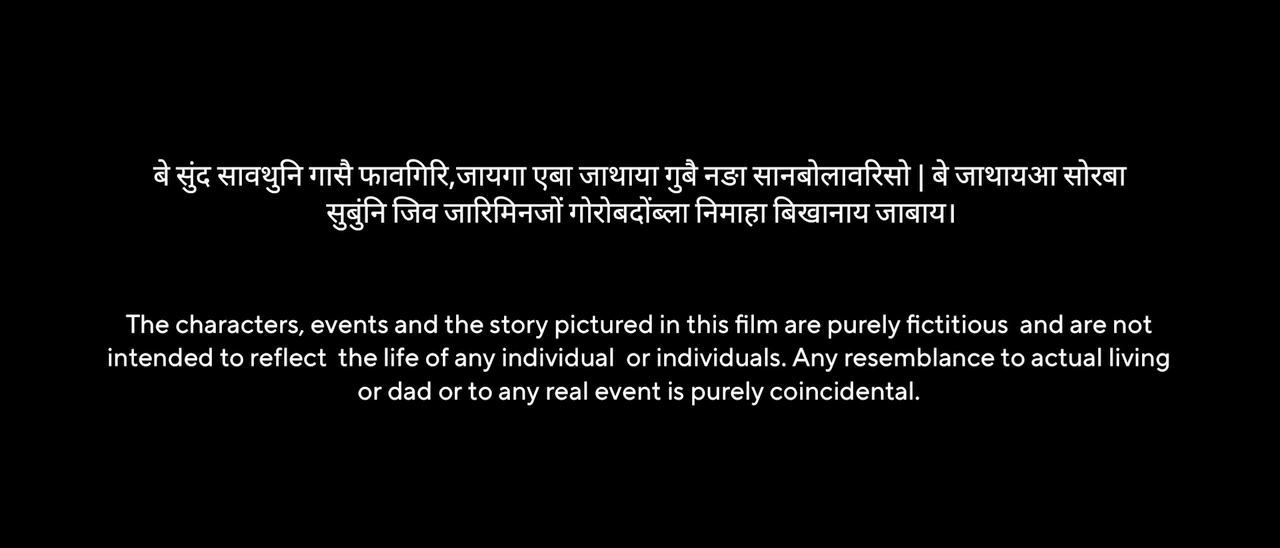 बे सुंद सावथुनि गासै फावगिरि,जायगा एबा जाथाया गुबै नङा सानबोलावरिसो | बे जाथायआ सोरबा
सुबुंनि जिव जारिमिनजों गोरोबदोंब्ला निमाहा बिखानाय जाबाय।
The characters, events and the story pictured in this film are purely fictitious  and are not
intended to reflect  the life of any individual  or individuals. Any resemblance to actual living
or dad or to any real event is purely coincidental.